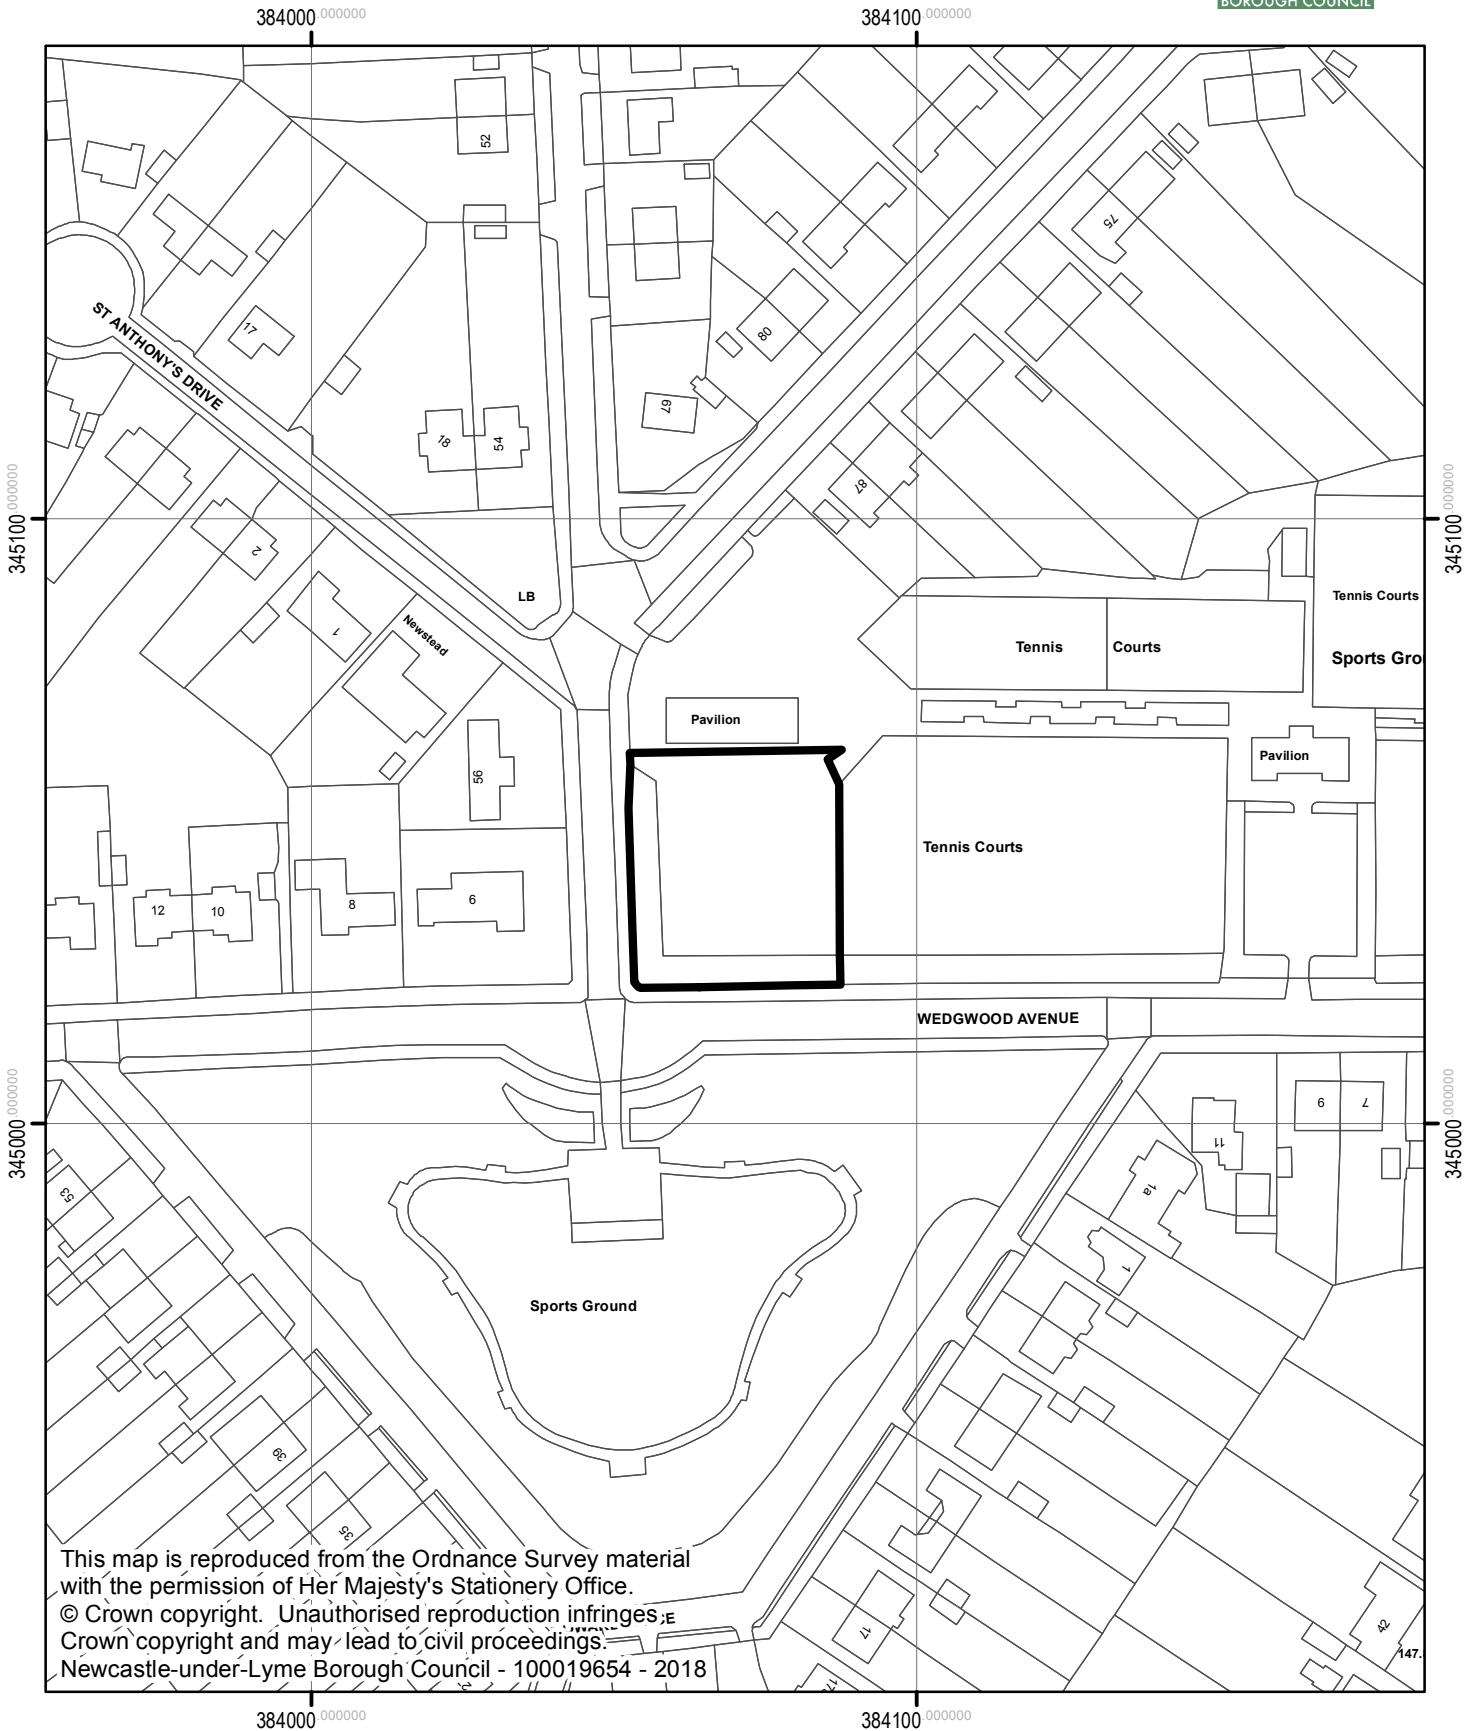 BOROUGH COUNCIL
384000.000000
384100.000000
52
75
17
ST ANTHONY'S DRIVE
80
67
18
54
87
345100.000000
345100.000000
2
LB
Tennis Courts
1
Newstead
Tennis
Courts
Sports Gro
Pavilion
Pavilion
56
Tennis Courts
12
10
8
6
WEDGWOOD AVENUE
345000.000000
345000.000000
9
7
11
53
1a
1
Sports Ground
39
35
This map is reproduced from the Ordnance Survey material
with the permission of Her Majesty's Stationery Office.
© Crown copyright. Unauthorised reproduction infringes
Crown copyright and may lead to civil proceedings.
Newcastle-under-Lyme Borough Council - 100019654 - 2018
17
42
147.
384000.000000
384100.000000